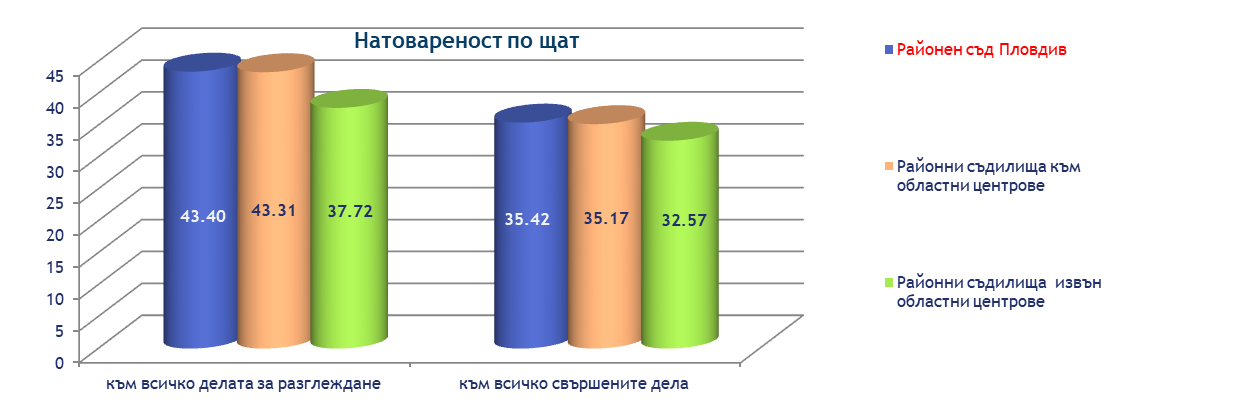 Натовареност по щат
45
40
35
30
25
20
15
10
5
0
43.40
43.31
37.72
35.42
35.17
32.57
към всичко делата за разглеждане
към всичко свършените дела
Районен съд Пловдив
Районни съдилища към
областни центрове
Районни съдилища извън
областни центрове